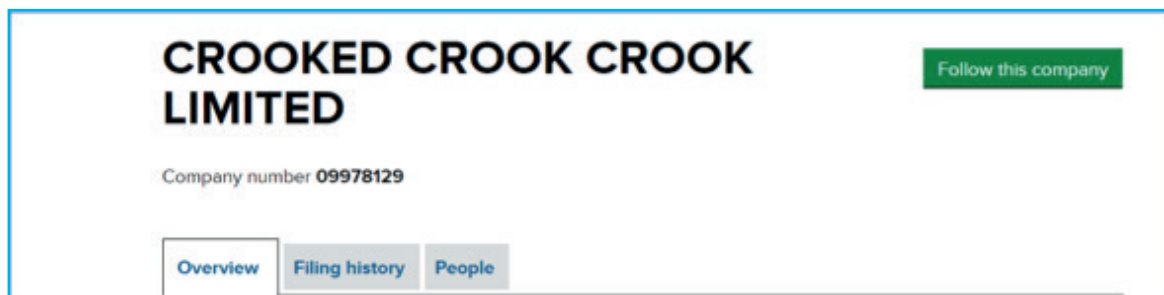 CROOKED CROOK CROOK
LIMITED
Follow this company
Company number 09978129
Overview
Filing history
People